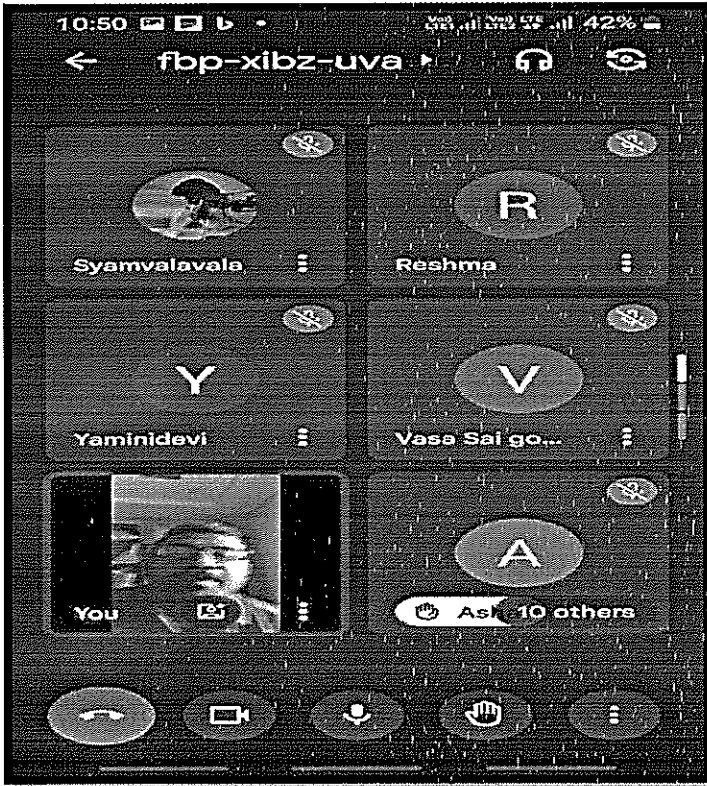 10:50 42%
fbp-xibz-uva
R
Syamvalavala Reshma
Y V
Yaminidevi Vasa Sai go...
A
You Ask 10 others